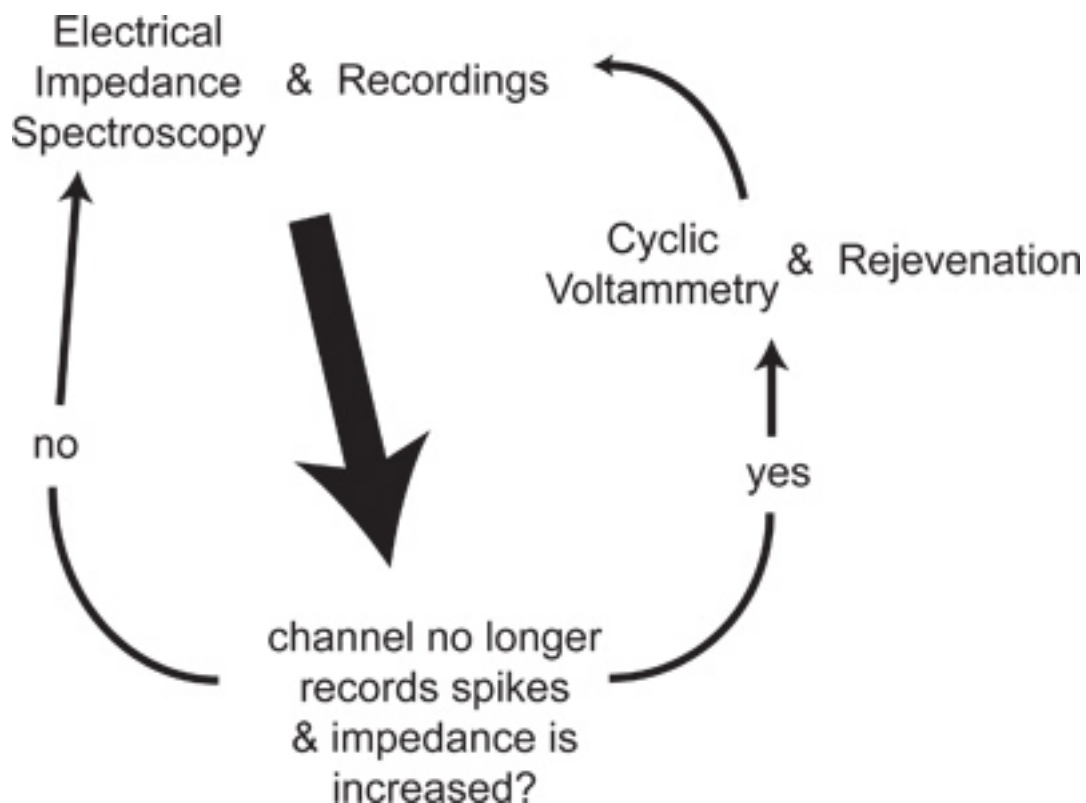 Electrical
Impedance & Recordings
Spectroscopy
Cyclic
Voltammetry & Rejevenation
no
yes
channel no longer
records spikes
& impedance is
increased?